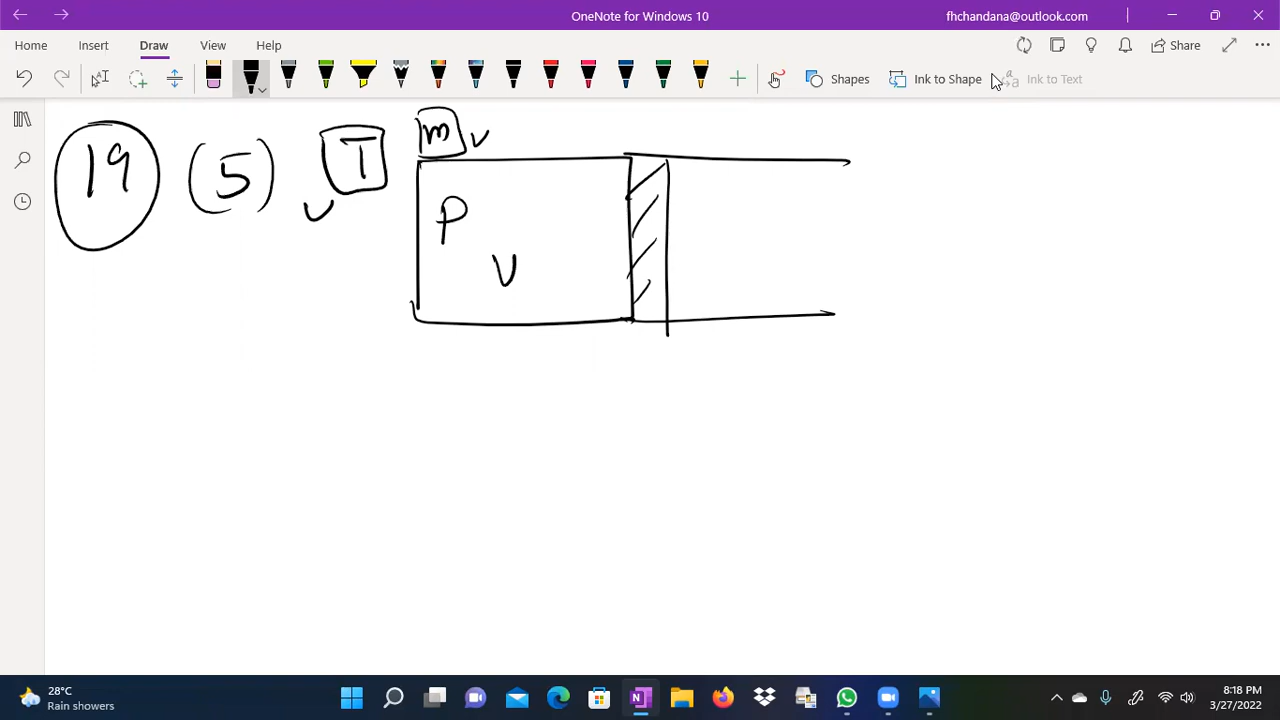 OneNote for Windows 10
fhchandana@outlook.com
Home Insert Draw View Help
Share
Shapes
Ink to Shape
Ink to Text
19 (5) T m v
P
V
28°C
Rain showers
8:18 PM
3/27/2022